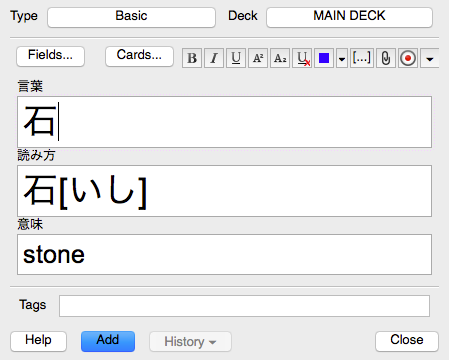 Type Basic Deck MAIN DECK
Fields... Cards... B I U A² A₂ U [...]
言葉
石
読み方
石[いし]
意味
stone
Tags
Help Add History Close